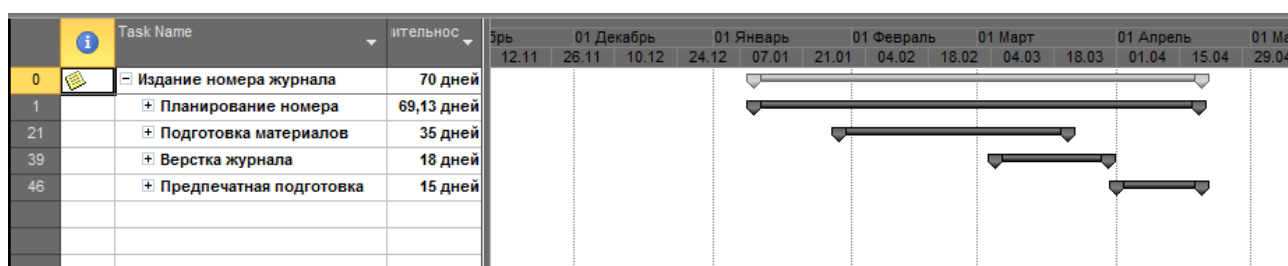 Task Name ительнос брь 01 Декабрь 01 Январь 01 Февраль 01 Март 01 Апрель 01 Ма
12.11 26.11 10.12 24.12 07.01 21.01 04.02 18.02 04.03 18.03 01.04 15.04 29.04
0 Издание номера журнала 70 дней
1 Планирование номера 69,13 дней
21 Подготовка материалов 35 дней
39 Верстка журнала 18 дней
46 Предпечатная подготовка 15 дней